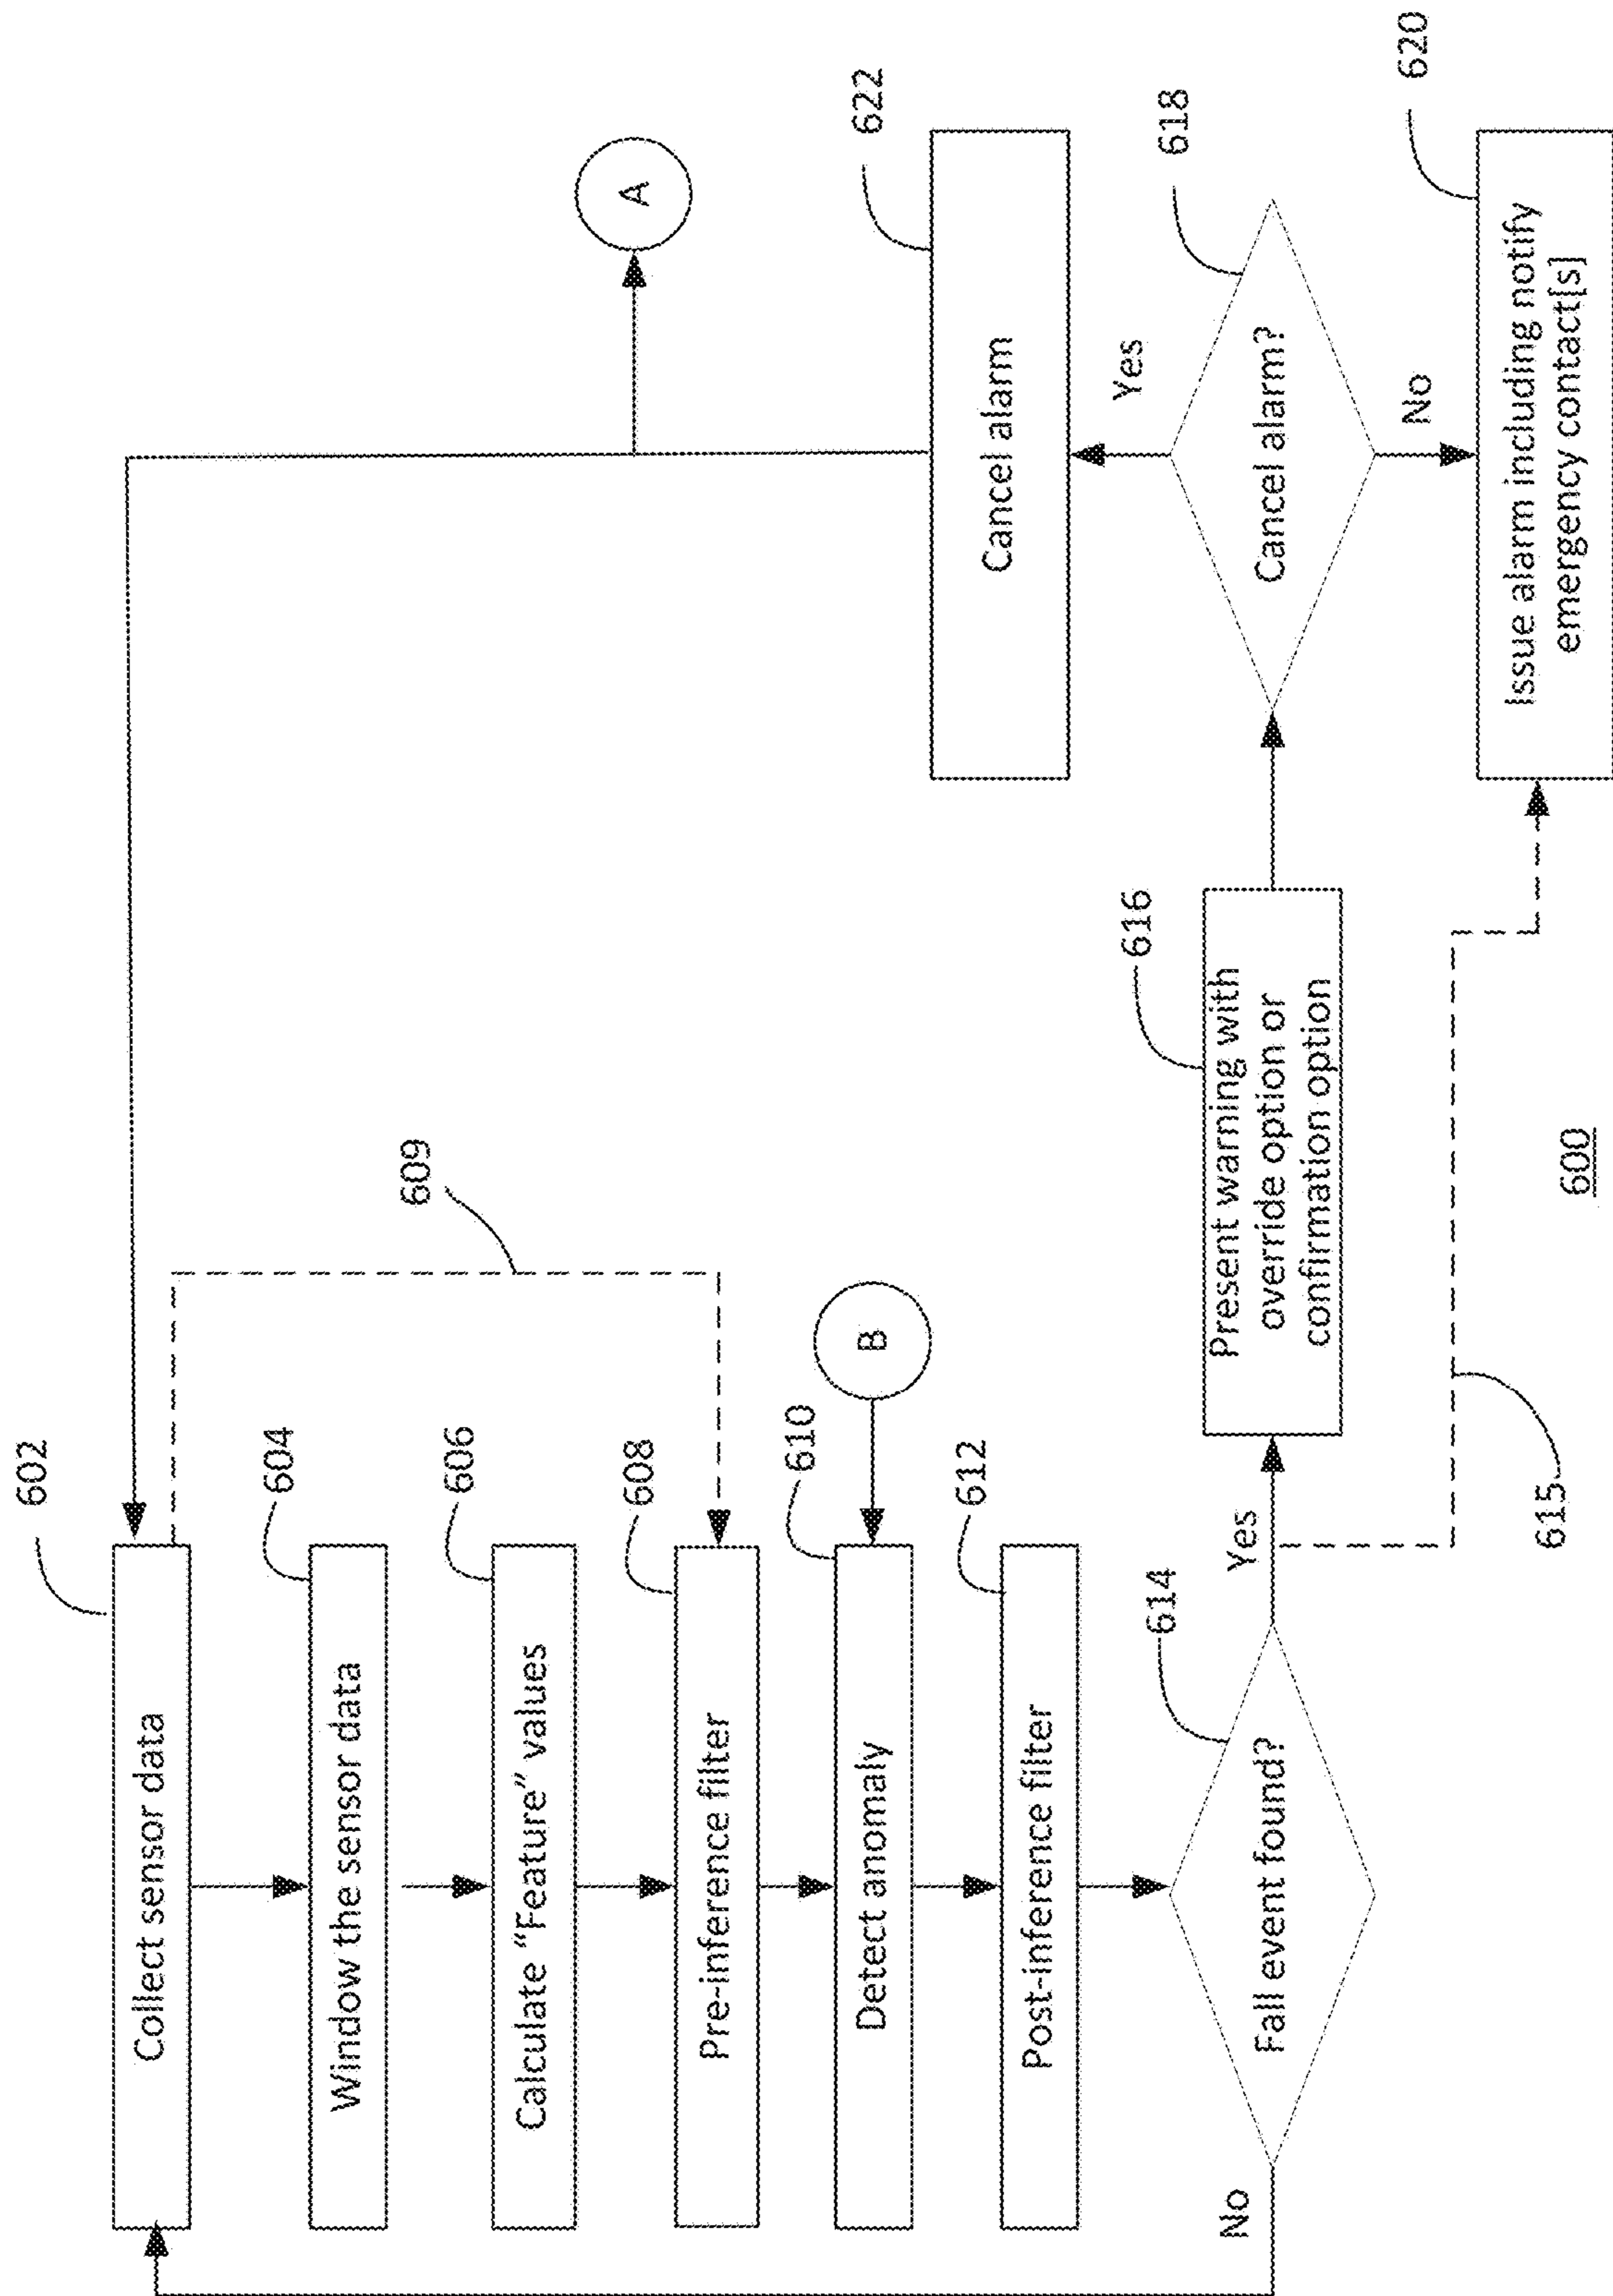 602
Collect sensor data
604
Window the sensor data
606
Calculate "Feature" values
609
608
Pre-inference filter
610
Detect anomaly
B
612
Post-inference filter
614
Fall event found?
No
Yes
615
616
Present warning with
override option or
confirmation option
618
Cancel alarm?
Yes
No
622
Cancel alarm
A
620
Issue alarm including notify
emergency contact[s]
600